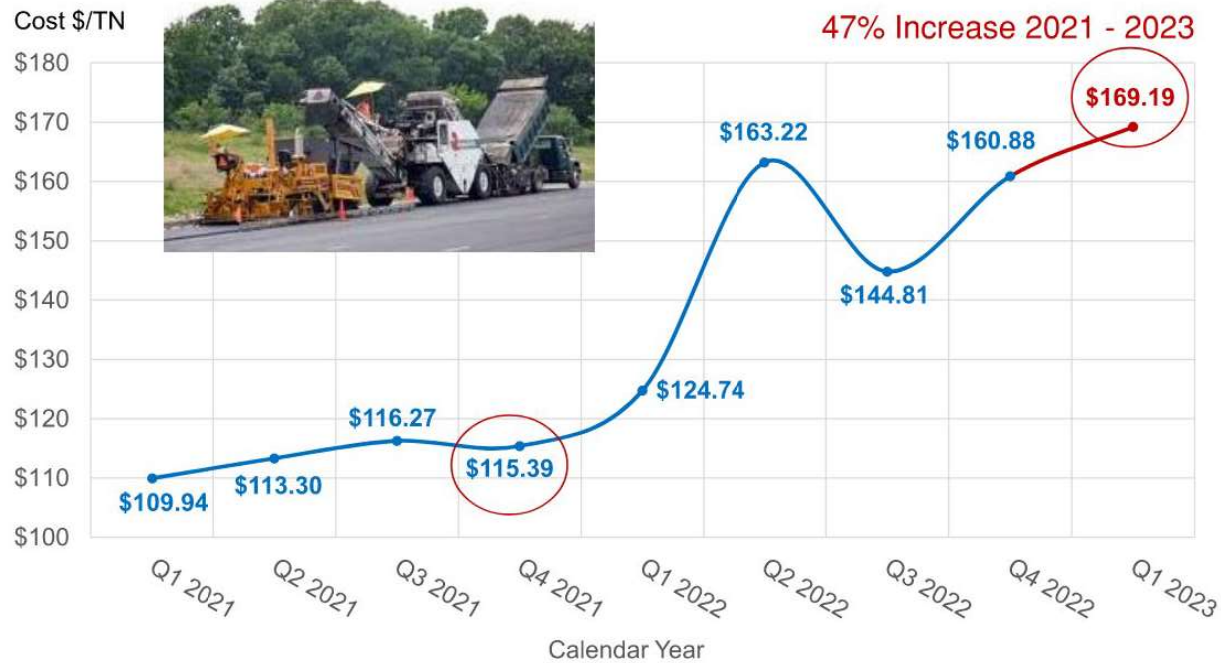 Cost $/TN
47% Increase 2021 - 2023
$180
$170
$160
$150
$140
$130
$120
$110
$100
$109.94
$113.30
$116.27
$115.39
$124.74
$163.22
$144.81
$160.88
$169.19
Q1 2021
Q2 2021
Q3 2021
Q4 2021
Q1 2022
Q2 2022
Q3 2022
Q4 2022
Q1 2023
Calendar Year